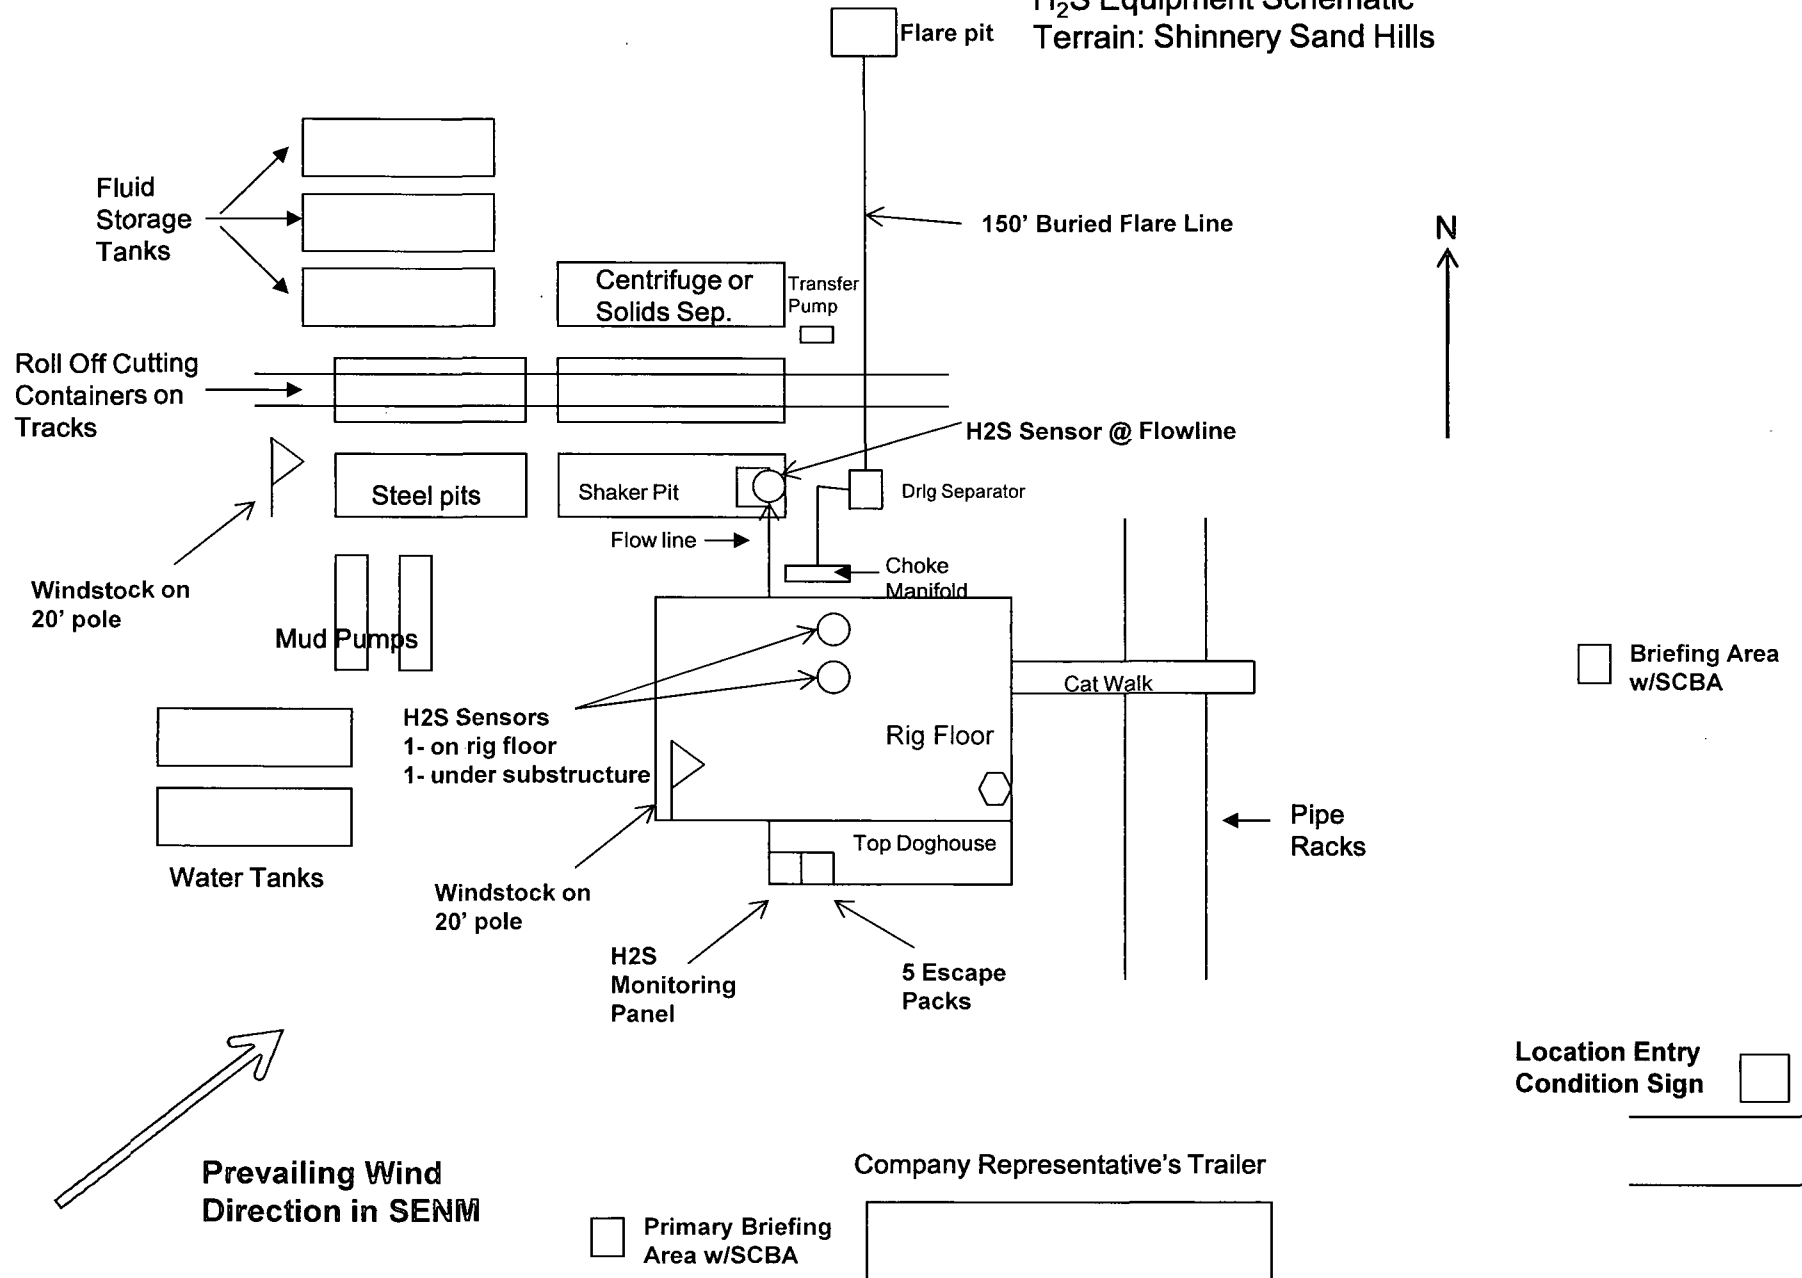 H₂S Equipment Schematic
Terrain: Shinnery Sand Hills
Flare pit
Fluid
Storage
Tanks
150' Buried Flare Line
N
Centrifuge or
Solids Sep.
Transfer
Pump
Roll Off Cutting
Containers on
Tracks
H2S Sensor @ Flowline
Steel pits
Shaker Pit
Drlg Separator
Flow line
Choke
Manifold
Windstock on
20' pole
Mud Pumps
Briefing Area
w/SCBA
Cat Walk
H2S Sensors
1- on rig floor
1- under substructure
Rig Floor
Pipe
Racks
Top Doghouse
Water Tanks
Windstock on
20' pole
H2S
Monitoring
Panel
5 Escape
Packs
Location Entry
Condition Sign
Prevailing Wind
Direction in SENM
Company Representative's Trailer
Primary Briefing
Area w/SCBA